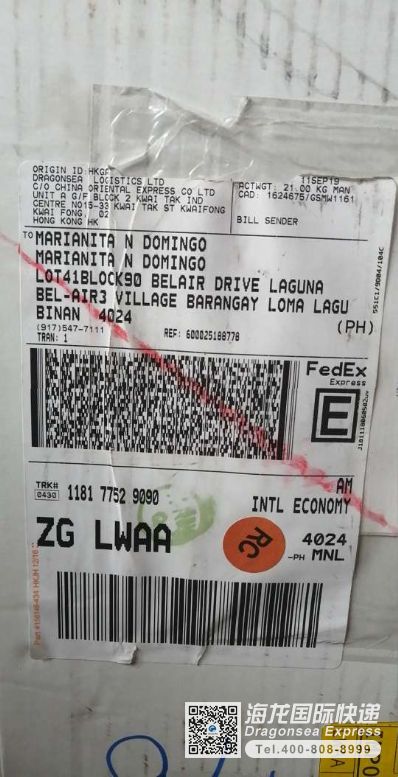 ORIGIN ID:HKGF
DRAGONSEA LOGISTICS LTD
C/O CHINA ORIENTAL EXPRESS CO LTD
UNIT A G/F BLOCK 2 KWAI TAK IND
CENTRE NO15-33 KWAI TAK ST KWAIFONG
KWAI FONG, 02
HONG KONG HK
11SEP19
ACTWGT: 21.00 KG MAN
CAD: 1624675/GSMW1161
BILL SENDER
TO MARIANITA N DOMINGO
MARIANITA N DOMINGO
LOT41BLOCK90 BELAIR DRIVE LAGUNA
BEL-AIR3 VILLAGE BARANGAY LOMA LAGU
BINAN 4024
(PH)
(917)547-7111
REF: 600025188778
TRAN: 1
551C1/9D04/104C
FedEx
Express
E
TRK# 1181 7752 9090
0430
AM
INTL ECONOMY
ZG LWAA
RC
4024
-PH MNL
海龙国际快递
Dragonsea Express
Tel.400-808-8999